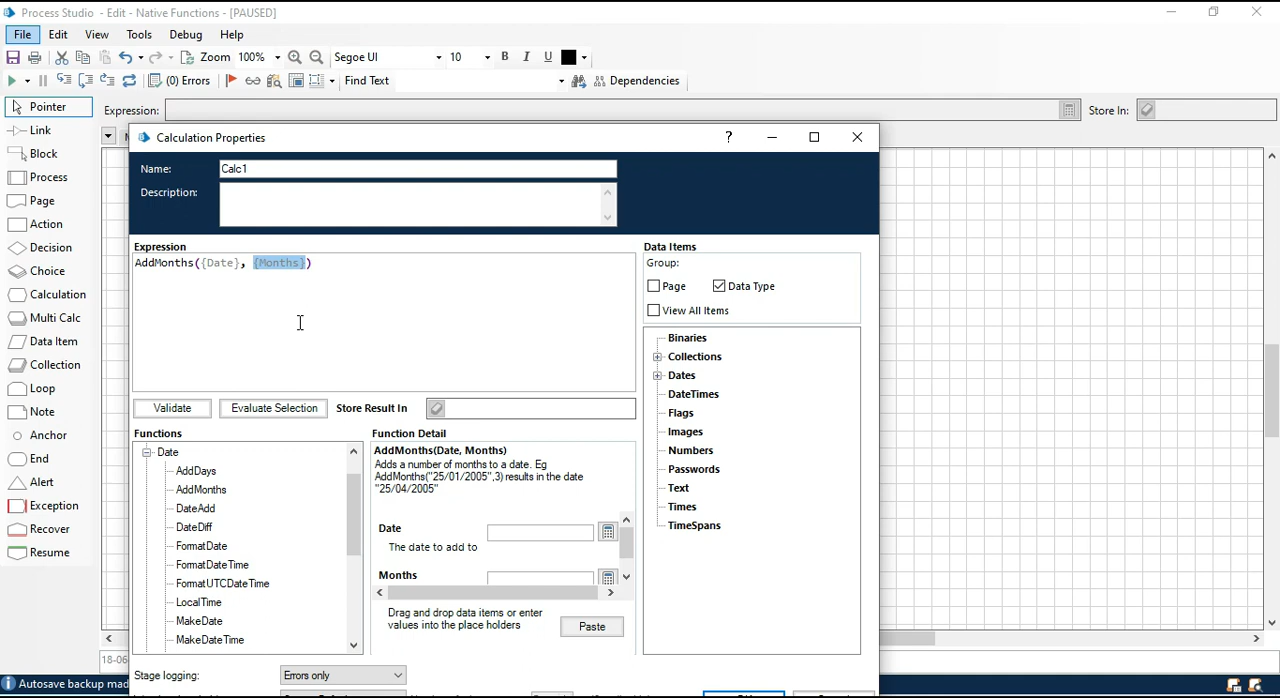 Process Studio - Edit - Native Functions - [PAUSED]
File Edit View Tools Debug Help
Zoom 100% Segoe UI 10 B I U
(0) Errors Find Text Dependencies
Pointer
Expression: Store In:
Link
Block
Process
Page
Action
Decision
Choice
Calculation
Multi Calc
Data Item
Collection
Loop
Note
Anchor
End
Alert
Exception
Recover
Resume
Calculation Properties ?
Name: Calc1
Description:
Expression
AddMonths({Date}, {Months})
Data Items
Group:
Page Data Type
View All Items
Binaries
Collections
Dates
DateTimes
Flags
Images
Numbers
Passwords
Text
Times
TimeSpans
Validate Evaluate Selection Store Result In
Functions
Date
AddDays
AddMonths
DateAdd
DateDiff
FormatDate
FormatDateTime
FormatUTCDateTime
LocalTime
MakeDate
MakeDateTime
Function Detail
AddMonths(Date, Months)
Adds a number of months to a date. Eg
AddMonths("25/01/2005",3) results in the date
"25/04/2005"
Date
The date to add to
Months
Drag and drop data items or enter
values into the place holders
Paste
Stage logging: Errors only
18-06
Autosave backup mad